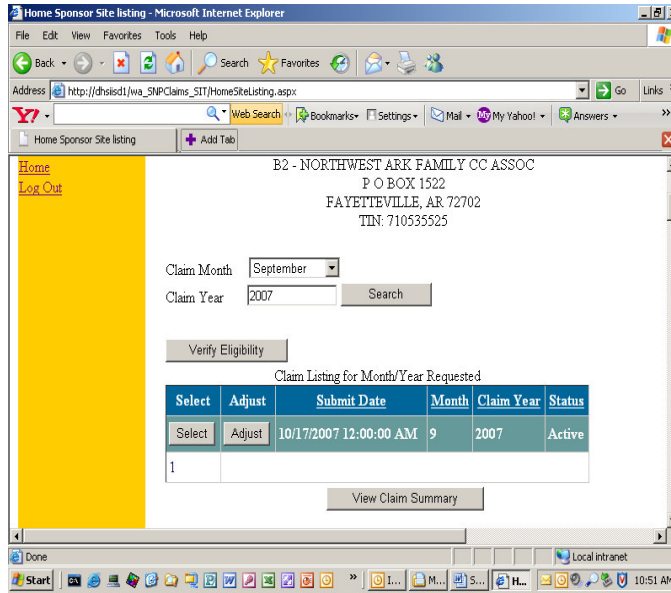 Home Sponsor Site listing - Microsoft Internet Explorer
File Edit View Favorites Tools Help
Back Search Favorites
Address http://dhsisd1/wa_SNPClaims_SIT/HomeSiteListing.aspx Go Links
Y! Web Search Bookmarks Settings Mail My Yahoo! Answers »
Home Sponsor Site listing Add Tab
Home
Log Out
B2 - NORTHWEST ARK FAMILY CC ASSOC
P O BOX 1522
FAYETTEVILLE, AR 72702
TIN: 710535525
Claim Month September
Claim Year 2007 Search
Verify Eligibility
Claim Listing for Month/Year Requested
Select Adjust Submit Date Month Claim Year Status
Select Adjust 10/17/2007 12:00:00 AM 9 2007 Active
1
View Claim Summary
Done Local intranet
Start » I... M... S... H... 10:51 AM